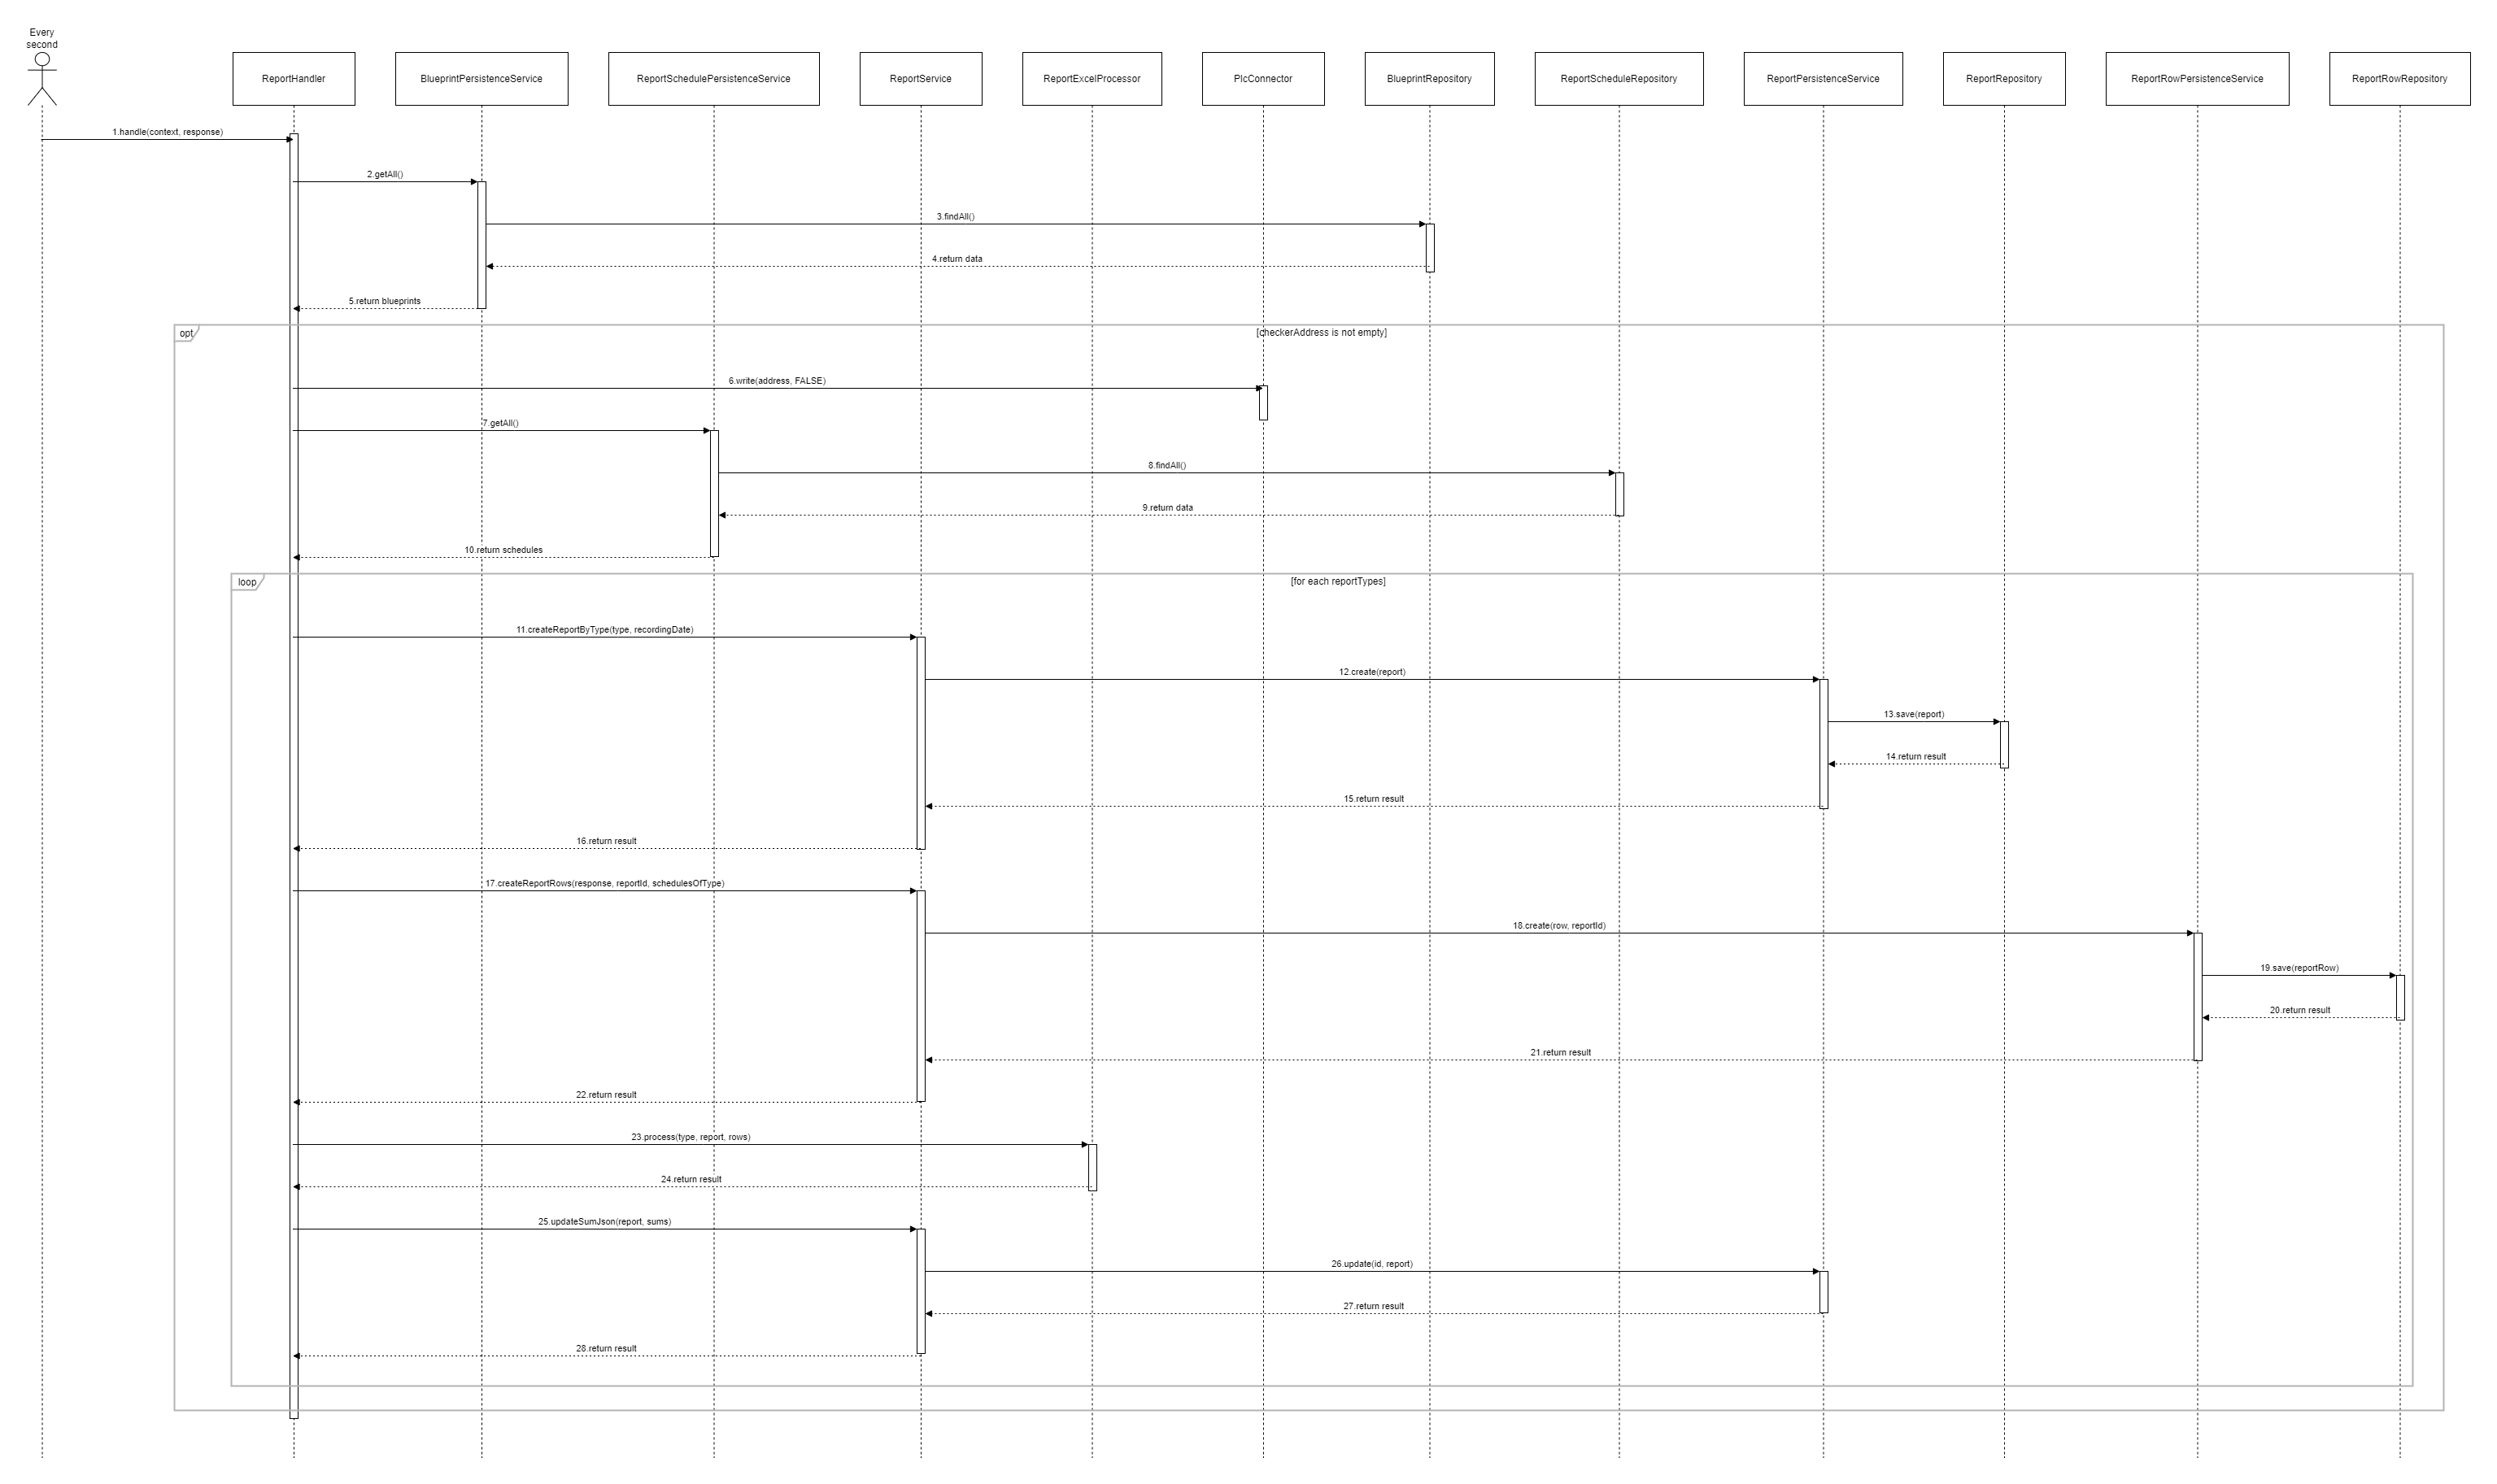 Every
second
ReportHandler
BlueprintPersistenceService
ReportSchedulePersistenceService
ReportService
ReportExcelProcessor
PlcConnector
BlueprintRepository
ReportScheduleRepository
ReportPersistenceService
ReportRepository
ReportRowPersistenceService
ReportRowRepository
1.handle(context, response)
2.getAll()
3.findAll()
4.return data
5.return blueprints
opt
[checkerAddress is not empty]
6.write(address, FALSE)
7.getAll()
8.findAll()
9.return data
10.return schedules
loop
[for each reportTypes]
11.createReportByType(type, recordingDate)
12.create(report)
13.save(report)
14.return result
15.return result
16.return result
17.createReportRows(response, reportId, schedulesOfType)
18.create(row, reportId)
19.save(reportRow)
20.return result
21.return result
22.return result
23.process(type, report, rows)
24.return result
25.updateSumJson(report, sums)
26.update(id, report)
27.return result
28.return result